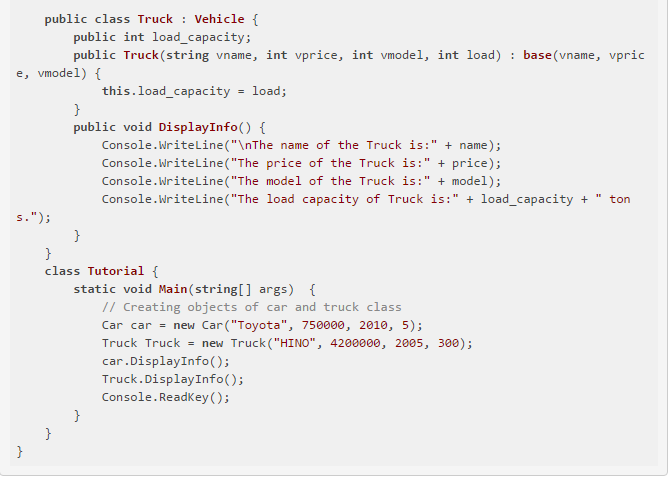 public class Truck : Vehicle {
        public int load_capacity;
        public Truck(string vname, int vprice, int vmodel, int load) : base(vname, vpric
e, vmodel) {
            this.load_capacity = load;
        }
        public void DisplayInfo() {
            Console.WriteLine("\nThe name of the Truck is:" + name);
            Console.WriteLine("The price of the Truck is:" + price);
            Console.WriteLine("The model of the Truck is:" + model);
            Console.WriteLine("The load capacity of Truck is:" + load_capacity + " ton
s.");
        }
    }
    class Tutorial {
        static void Main(string[] args)  {
            // Creating objects of car and truck class
            Car car = new Car("Toyota", 750000, 2010, 5);
            Truck Truck = new Truck("HINO", 4200000, 2005, 300);
            car.DisplayInfo();
            Truck.DisplayInfo();
            Console.ReadKey();
        }
    }
}